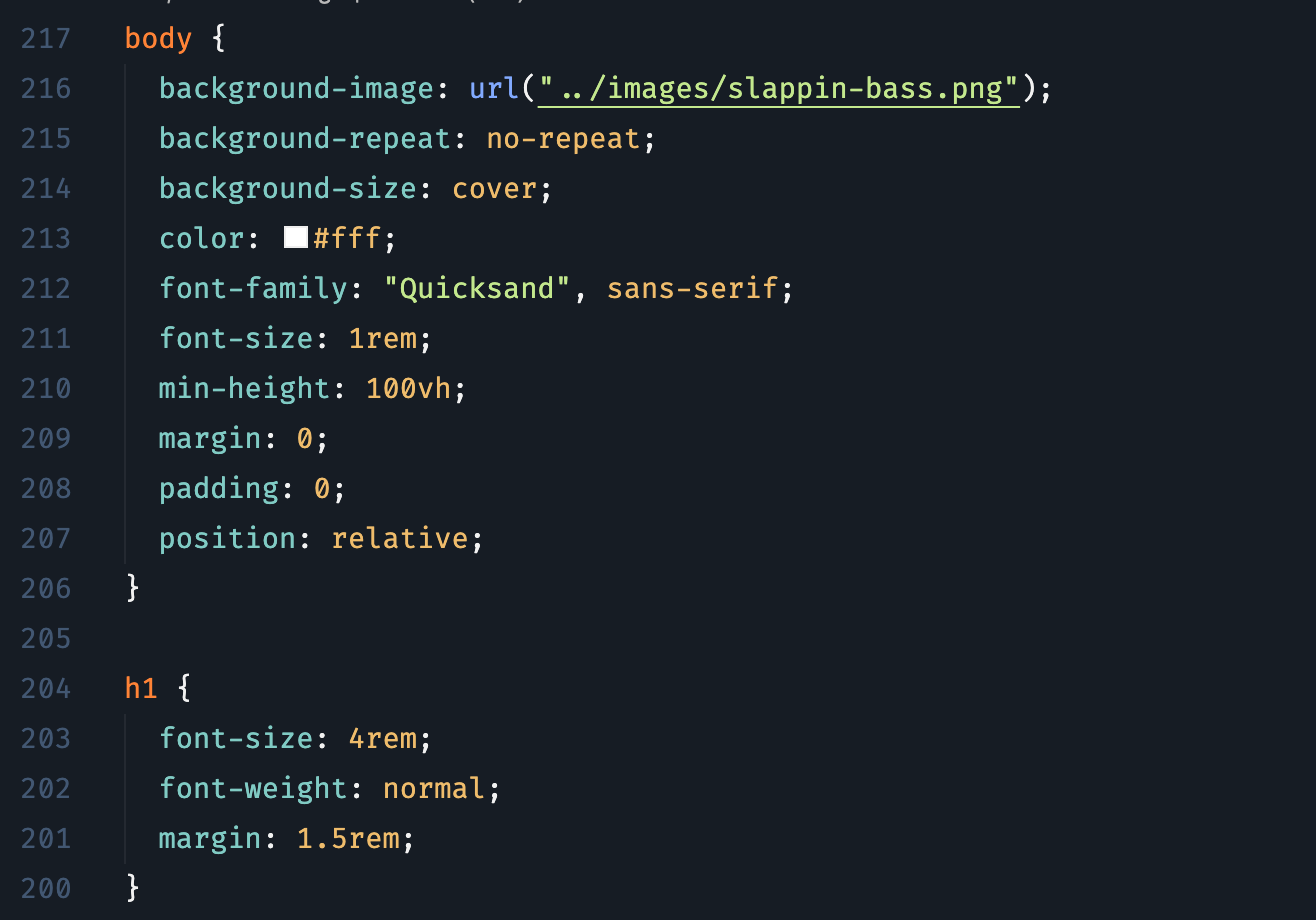 217 body {
216 background-image: url("../images/slappin-bass.png");
215 background-repeat: no-repeat;
214 background-size: cover;
213 color: #fff;
212 font-family: "Quicksand", sans-serif;
211 font-size: 1rem;
210 min-height: 100vh;
209 margin: 0;
208 padding: 0;
207 position: relative;
206 }
205
204 h1 {
203 font-size: 4rem;
202 font-weight: normal;
201 margin: 1.5rem;
200 }